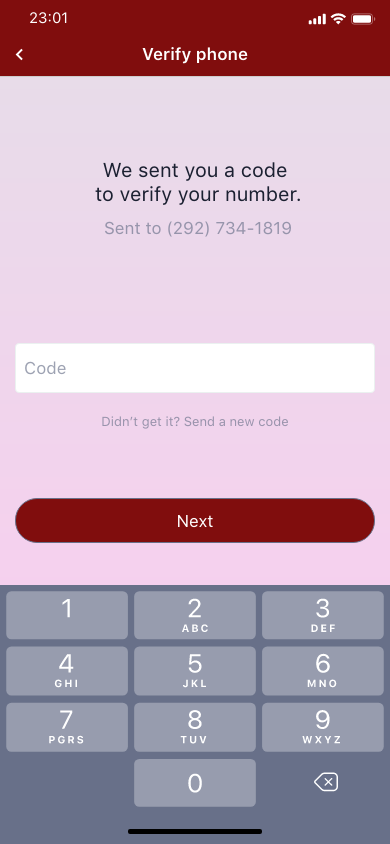 23:01
Verify phone
We sent you a code
to verify your number.
Sent to (292) 734-1819
Code
Didn't get it? Send a new code
Next
1
2
ABC
3
DEF
4
GHI
5
JKL
6
MNO
7
PGRS
8
TUV
9
WXYZ
0